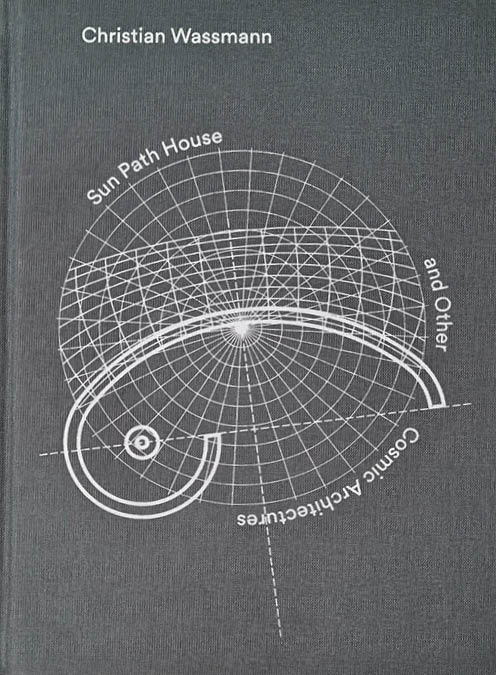 Christian Wassmann
Sun Path House
and Other
Cosmic Architectures